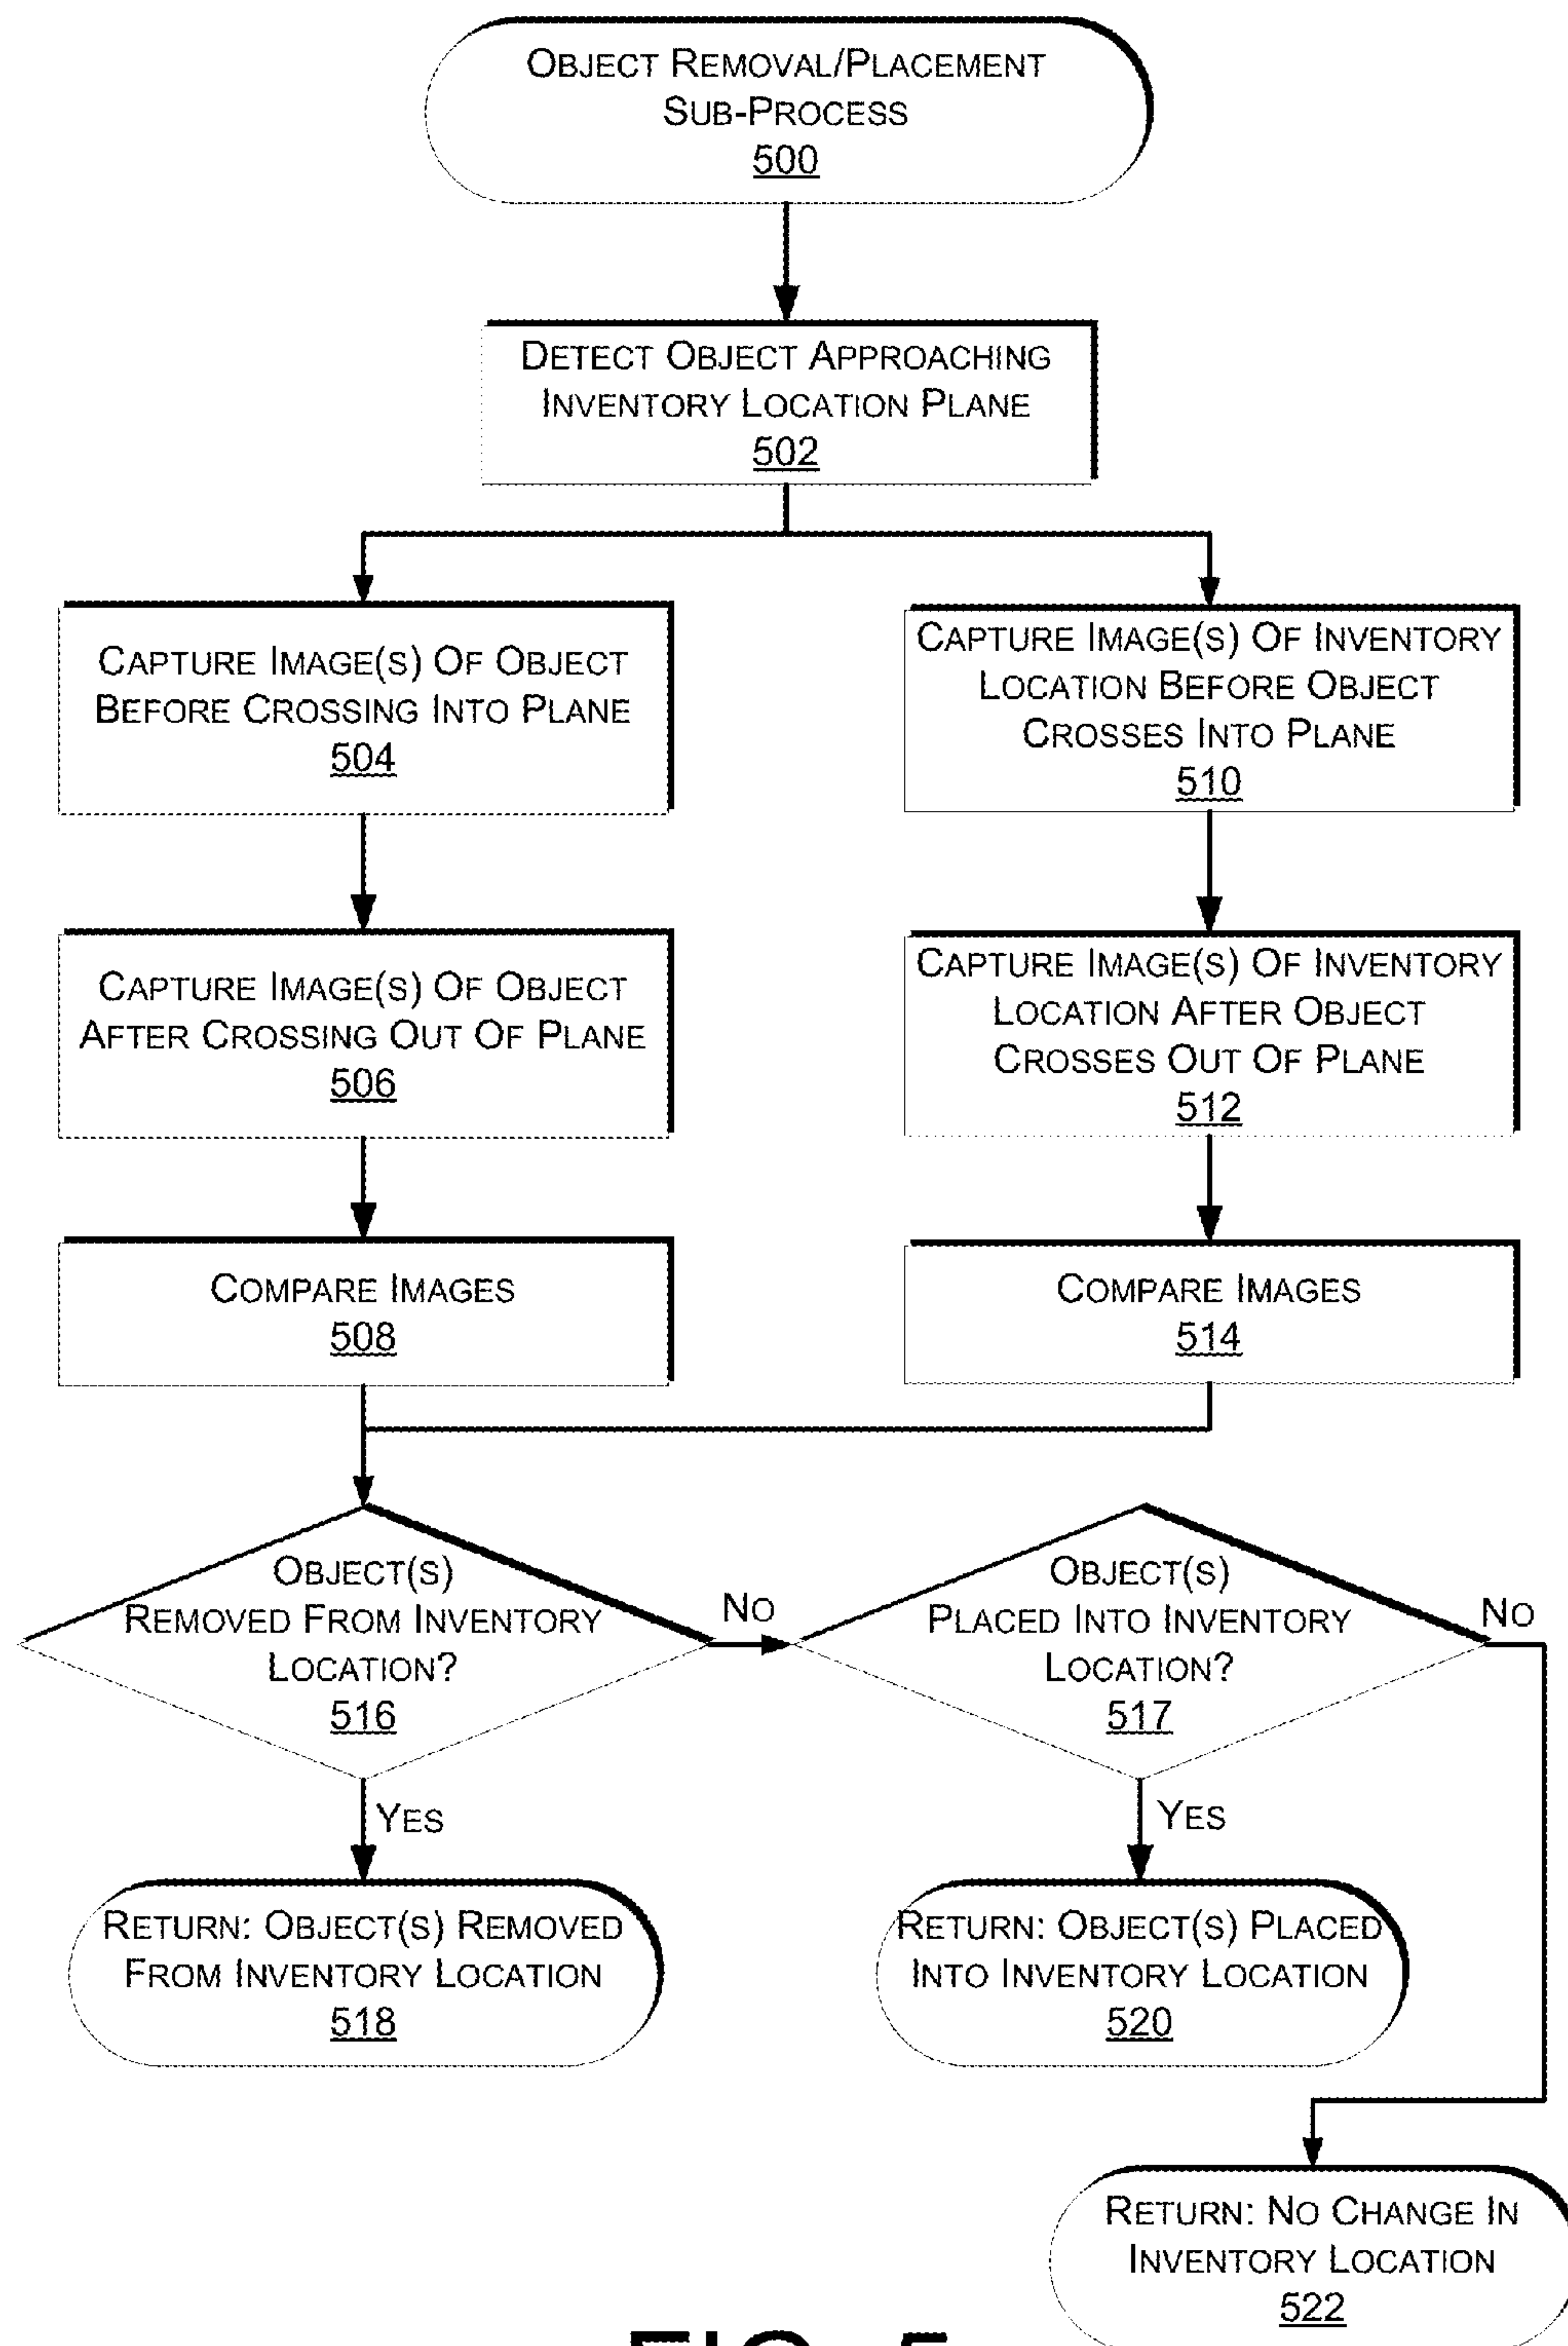 OBJECT REMOVAL/PLACEMENT
SUB-PROCESS
500
DETECT OBJECT APPROACHING
INVENTORY LOCATION PLANE
502
CAPTURE IMAGE(S) OF OBJECT
BEFORE CROSSING INTO PLANE
504
CAPTURE IMAGE(S) OF INVENTORY
LOCATION BEFORE OBJECT
CROSSES INTO PLANE
510
CAPTURE IMAGE(S) OF OBJECT
AFTER CROSSING OUT OF PLANE
506
CAPTURE IMAGE(S) OF INVENTORY
LOCATION AFTER OBJECT
CROSSES OUT OF PLANE
512
COMPARE IMAGES
508
COMPARE IMAGES
514
OBJECT(S)
REMOVED FROM INVENTORY
LOCATION?
516
NO
OBJECT(S)
PLACED INTO INVENTORY
LOCATION?
517
NO
YES
YES
RETURN: OBJECT(S) REMOVED
FROM INVENTORY LOCATION
518
RETURN: OBJECT(S) PLACED
INTO INVENTORY LOCATION
520
RETURN: NO CHANGE IN
INVENTORY LOCATION
522